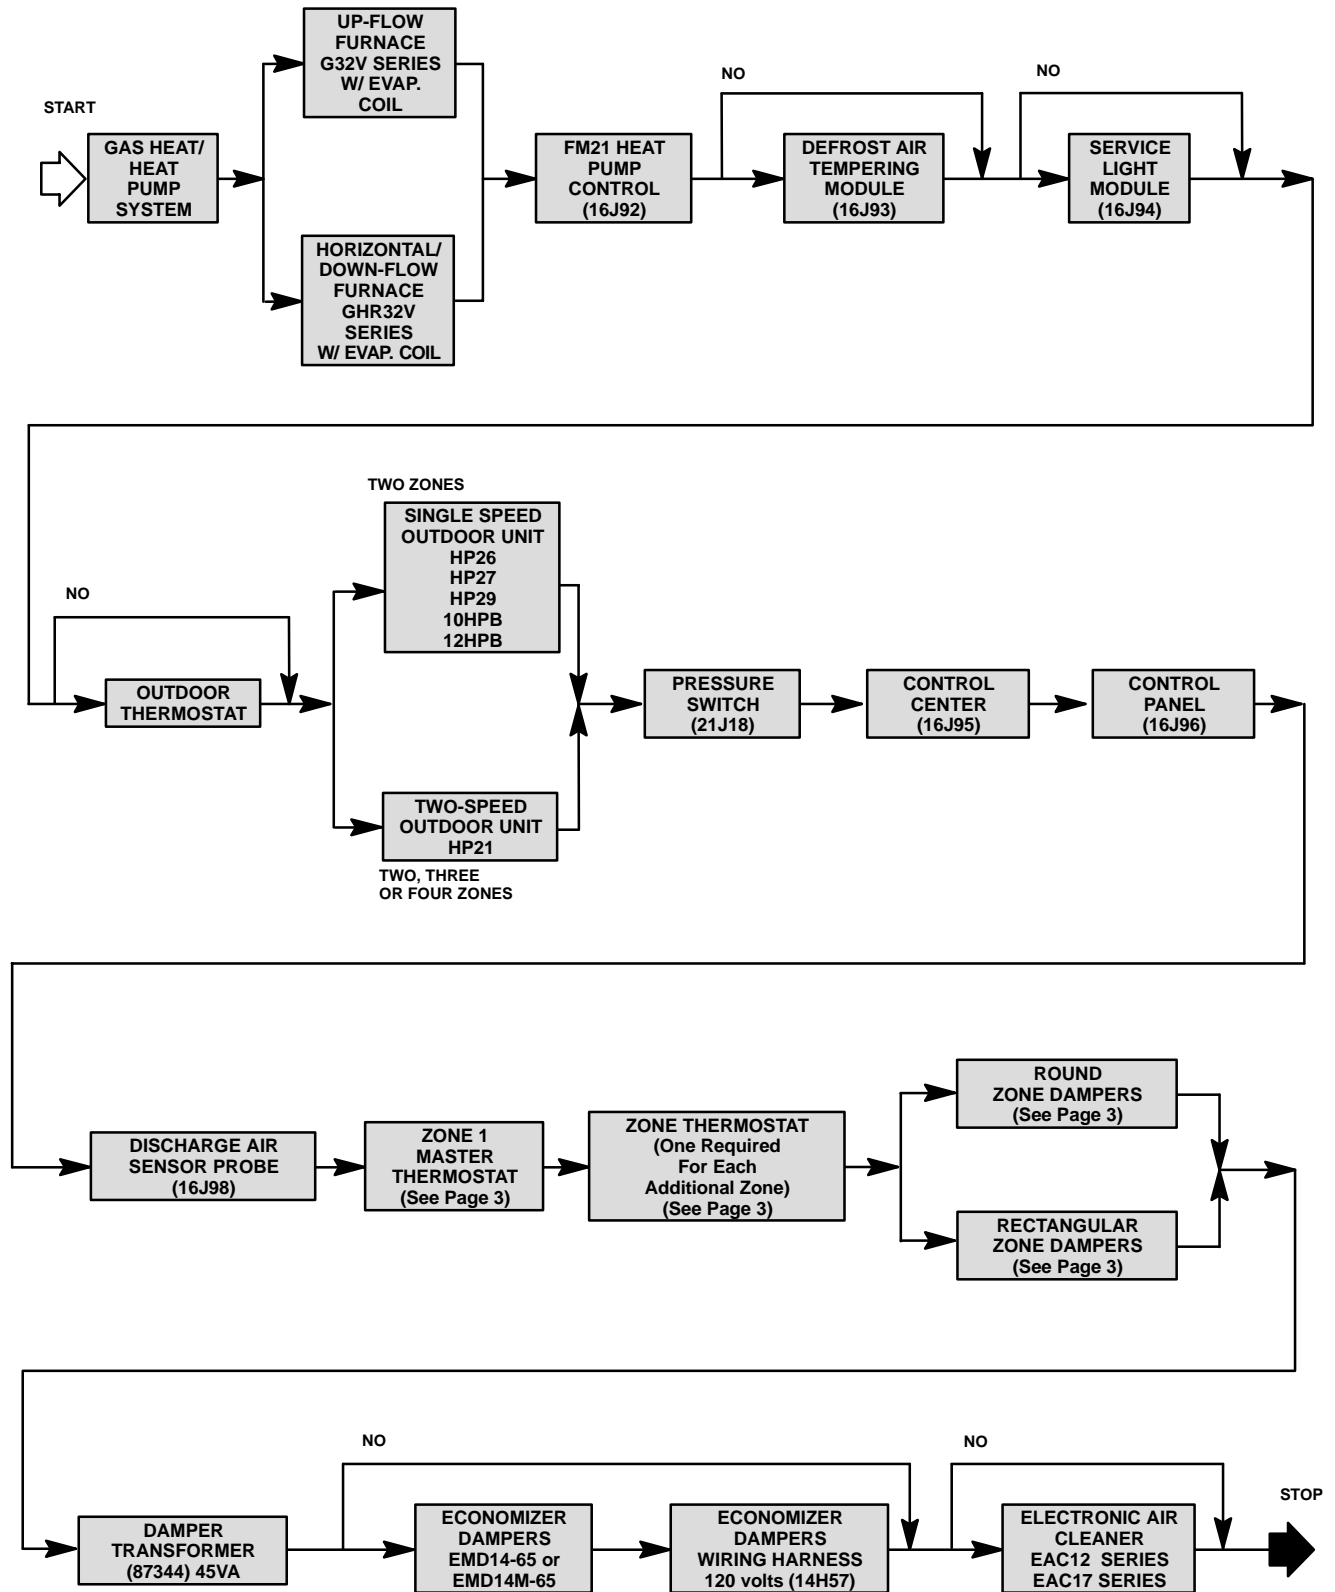 START
GAS HEAT/
HEAT
PUMP
SYSTEM
UP-FLOW
FURNACE
G32V SERIES
W/ EVAP.
COIL
HORIZONTAL/
DOWN-FLOW
FURNACE
GHR32V
SERIES
W/ EVAP. COIL
FM21 HEAT
PUMP
CONTROL
(16J92)
NO
DEFROST AIR
TEMPERING
MODULE
(16J93)
NO
SERVICE
LIGHT
MODULE
(16J94)
NO
OUTDOOR
THERMOSTAT
TWO ZONES
SINGLE SPEED
OUTDOOR UNIT
HP26
HP27
HP29
10HPB
12HPB
TWO-SPEED
OUTDOOR UNIT
HP21
TWO, THREE
OR FOUR ZONES
PRESSURE
SWITCH
(21J18)
CONTROL
CENTER
(16J95)
CONTROL
PANEL
(16J96)
DISCHARGE AIR
SENSOR PROBE
(16J98)
ZONE 1
MASTER
THERMOSTAT
(See Page 3)
ZONE THERMOSTAT
(One Required
For Each
Additional Zone)
(See Page 3)
ROUND
ZONE DAMPERS
(See Page 3)
RECTANGULAR
ZONE DAMPERS
(See Page 3)
DAMPER
TRANSFORMER
(87344) 45VA
NO
ECONOMIZER
DAMPERS
EMD14-65 or
EMD14M-65
ECONOMIZER
DAMPERS
WIRING HARNESS
120 volts (14H57)
NO
ELECTRONIC AIR
CLEANER
EAC12 SERIES
EAC17 SERIES
STOP